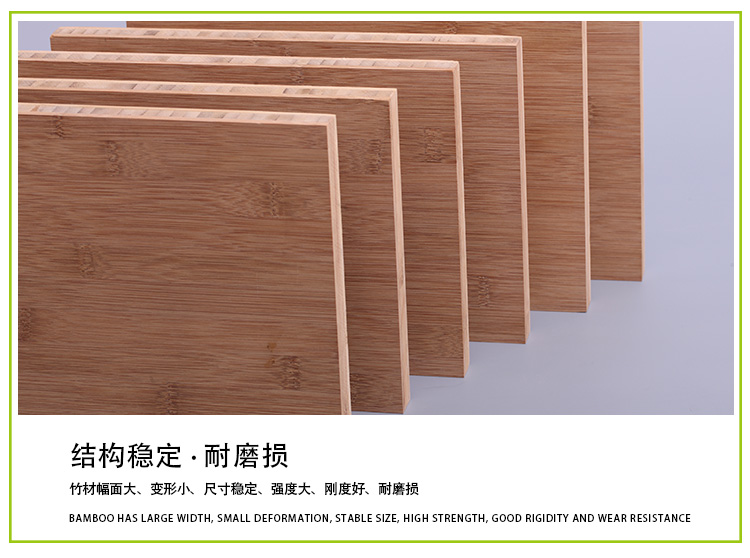 结构稳定·耐磨损
竹材幅面大、变形小、尺寸稳定、强度大、刚度好、耐磨损
BAMBOO HAS LARGE WIDTH, SMALL DEFORMATION, STABLE SIZE, HIGH STRENGTH, GOOD RIGIDITY AND WEAR RESISTANCE